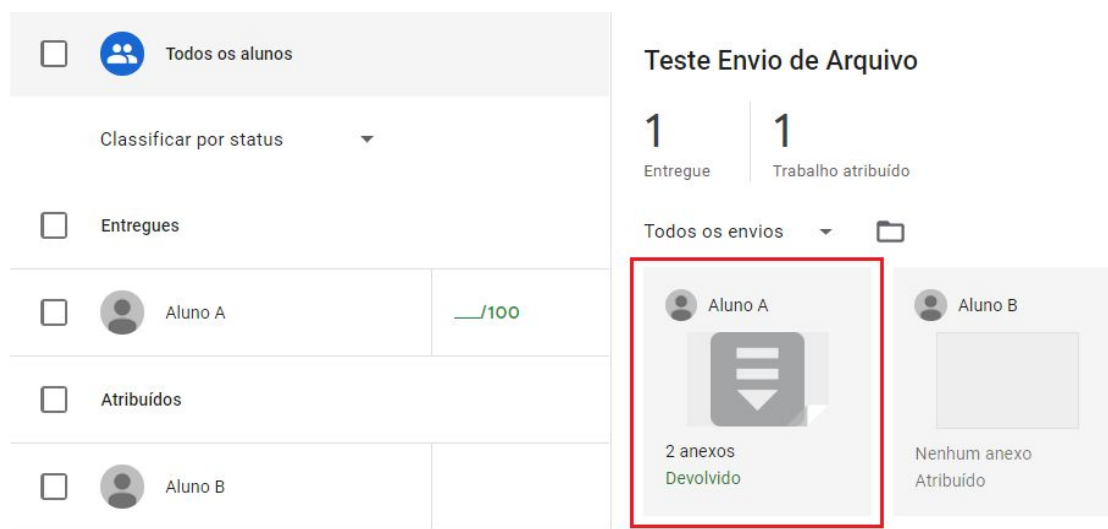 Todos os alunos
Classificar por status
Entregues
Aluno A
__/100
Atribuídos
Aluno B
Teste Envio de Arquivo
1 1
Entregue Trabalho atribuído
Todos os envios
Aluno A
2 anexos
Devolvido
Aluno B
Nenhum anexo
Atribuído